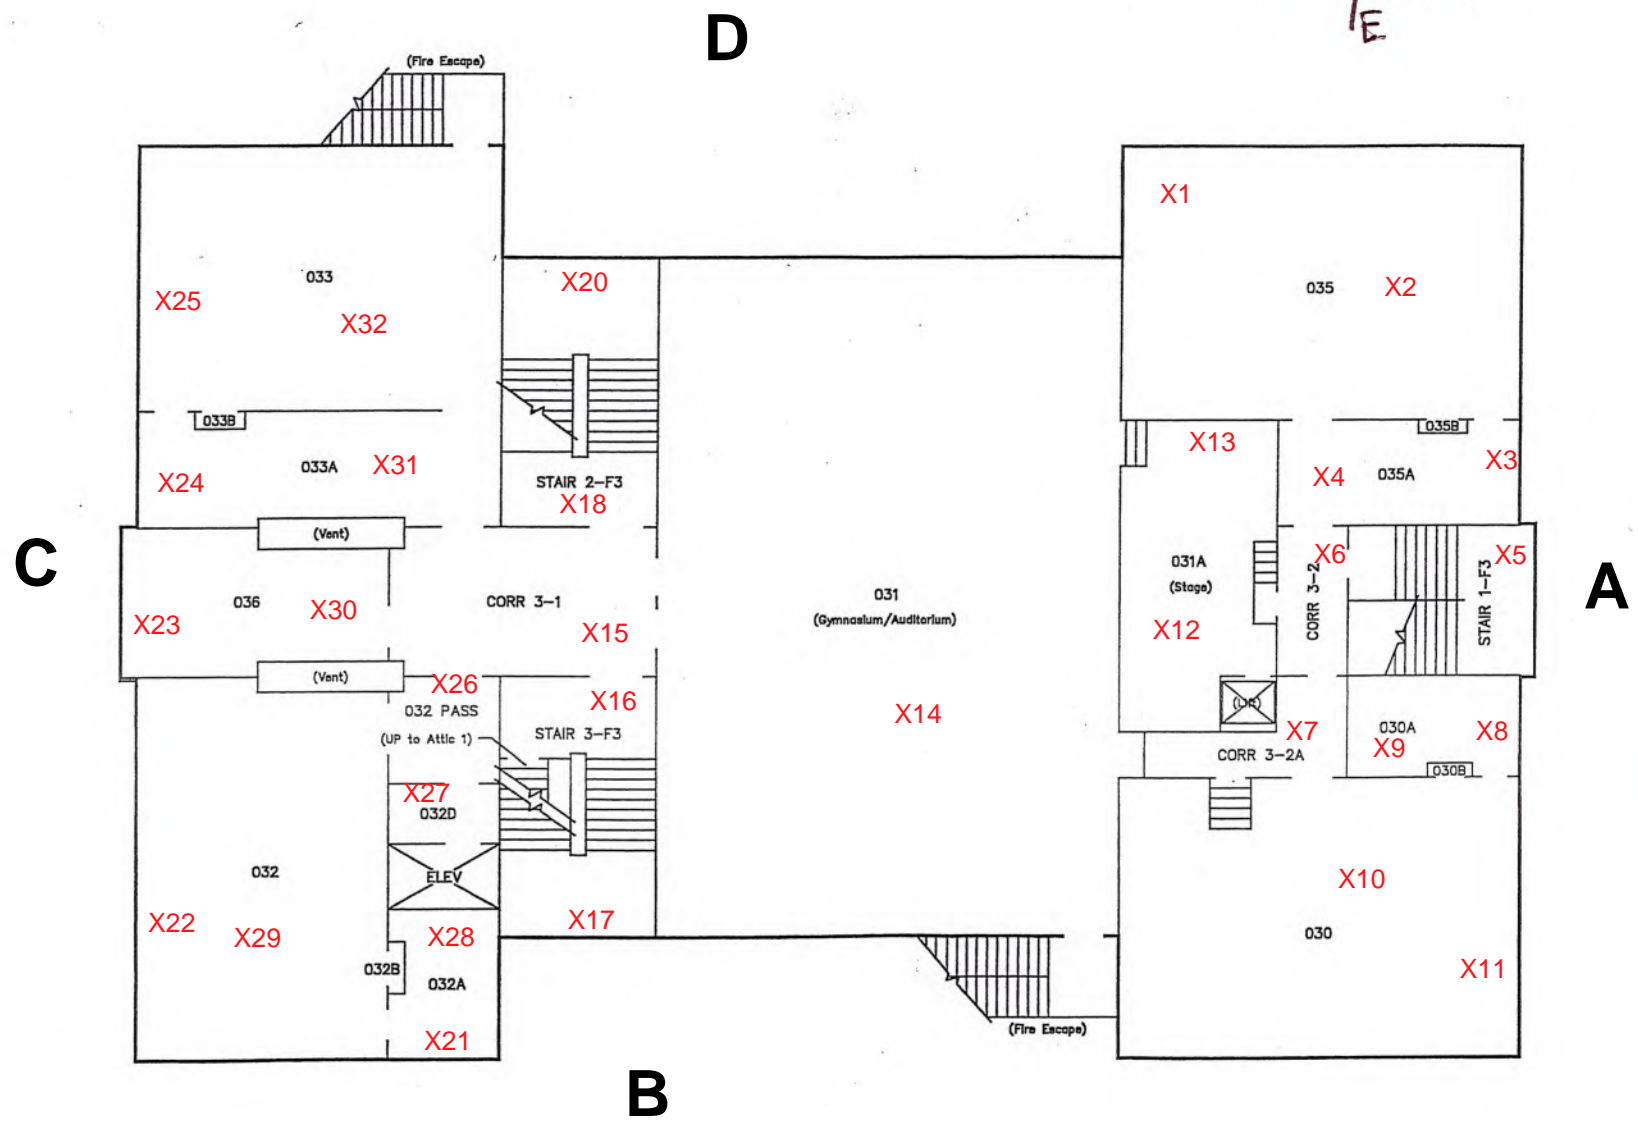 D
E
(Fire Escape)
X1
033
X20
035
X2
X25
X32
033B
035B
X13
X3
033A
X31
X24
X4
035A
STAIR 2-F3
X18
(Vent)
C
X6
X5
031A
(Stage)
A
036
X30
CORR 3-1
031
(Gymnasium/Auditorium)
CORR 3-2
STAIR 1-F3
X23
X15
X12
(Vent)
X26
X16
032 PASS
X14
(UP to Attic 1)
STAIR 3-F3
X7
030A
X8
X9
CORR 3-2A
030B
X27
032D
032
ELEV
X10
X22
X29
X28
X17
030
032B
032A
X11
X21
(Fire Escape)
B